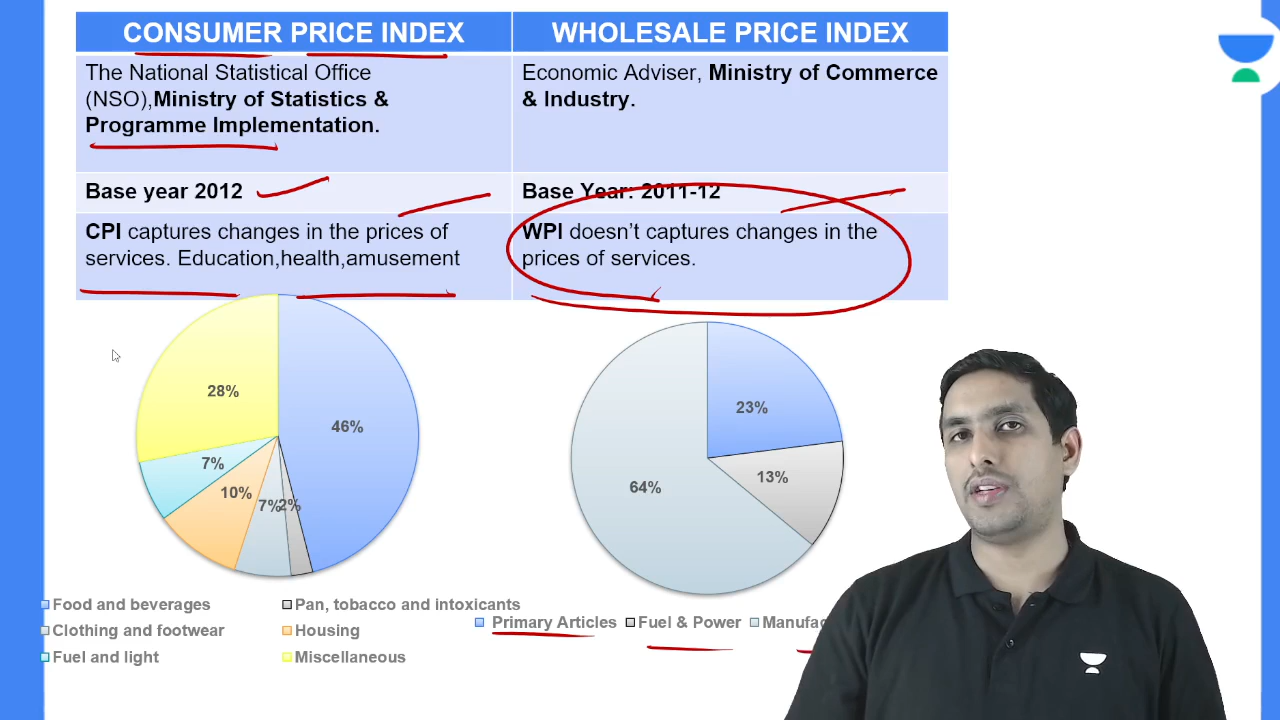 CONSUMER PRICE INDEX
WHOLESALE PRICE INDEX
The National Statistical Office
(NSO),Ministry of Statistics &
Programme Implementation.
Economic Adviser, Ministry of Commerce
& Industry.
Base year 2012
Base Year: 2011-12
CPI captures changes in the prices of
services. Education,health,amusement
WPI doesn't captures changes in the
prices of services.
28%
46%
7%
10%
7%
2%
23%
13%
64%
Food and beverages
Pan, tobacco and intoxicants
Clothing and footwear
Housing
Fuel and light
Miscellaneous
Primary Articles
Fuel & Power